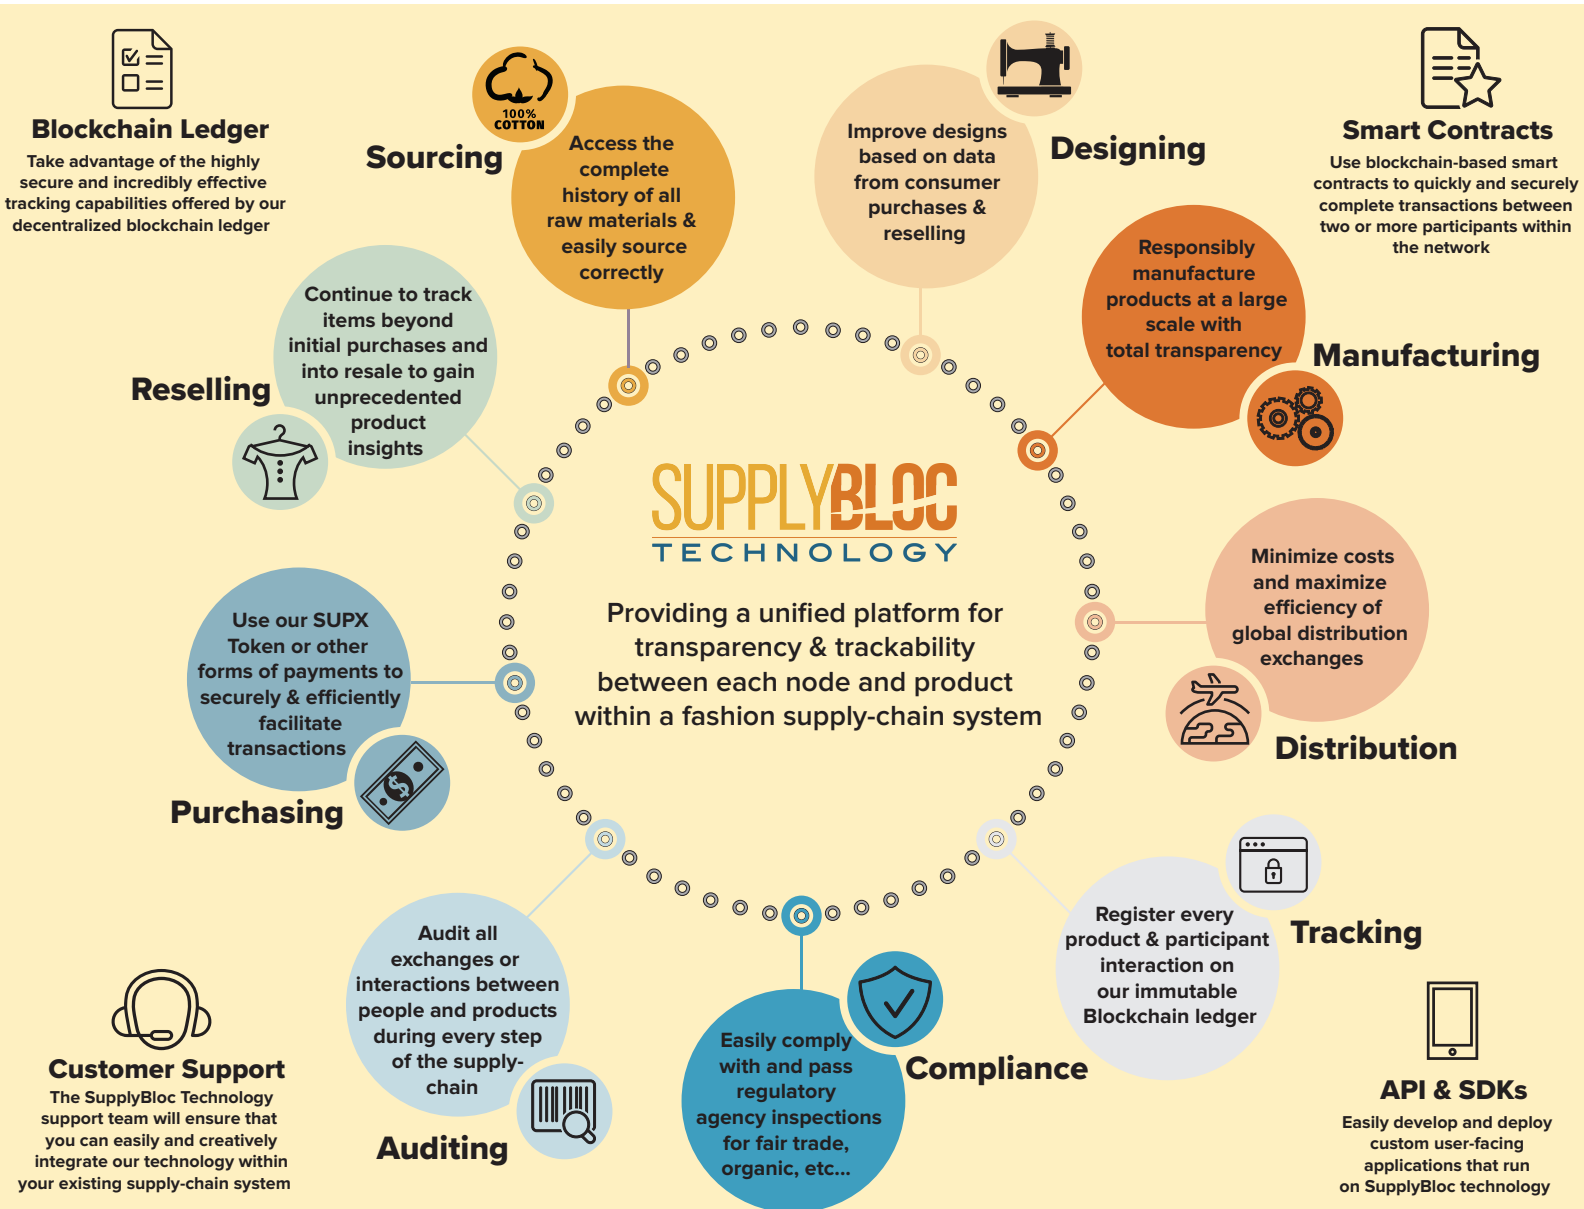 Blockchain Ledger
Take advantage of the highly
secure and incredibly effective
tracking capabilities offered by our
decentralized blockchain ledger
100%
COTTON
Sourcing
Access the
complete
history of all
raw materials &
easily source
correctly
Improve designs
based on data
from consumer
purchases &
reselling
Designing
Smart Contracts
Use blockchain-based smart
contracts to quickly and securely
complete transactions between
two or more participants within
the network
Responsibly
manufacture
products at a large
scale with
total transparency
Manufacturing
Continue to track
items beyond
initial purchases and
into resale to gain
unprecedented
product
insights
Reselling
SUPPLYBLOC
TECHNOLOGY
Providing a unified platform for
transparency & trackability
between each node and product
within a fashion supply-chain system
Minimize costs
and maximize
efficiency of
global distribution
exchanges
Distribution
Use our SUPX
Token or other
forms of payments to
securely & efficiently
facilitate
transactions
$
Purchasing
Register every
product & participant
interaction on
our immutable
Blockchain ledger
Tracking
Audit all
exchanges or
interactions between
people and products
during every step
of the supply-
chain
Auditing
Easily comply
with and pass
regulatory
agency inspections
for fair trade,
organic, etc...
Compliance
Customer Support
The SupplyBloc Technology
support team will ensure that
you can easily and creatively
integrate our technology within
your existing supply-chain system
API & SDKs
Easily develop and deploy
custom user-facing
applications that run
on SupplyBloc technology